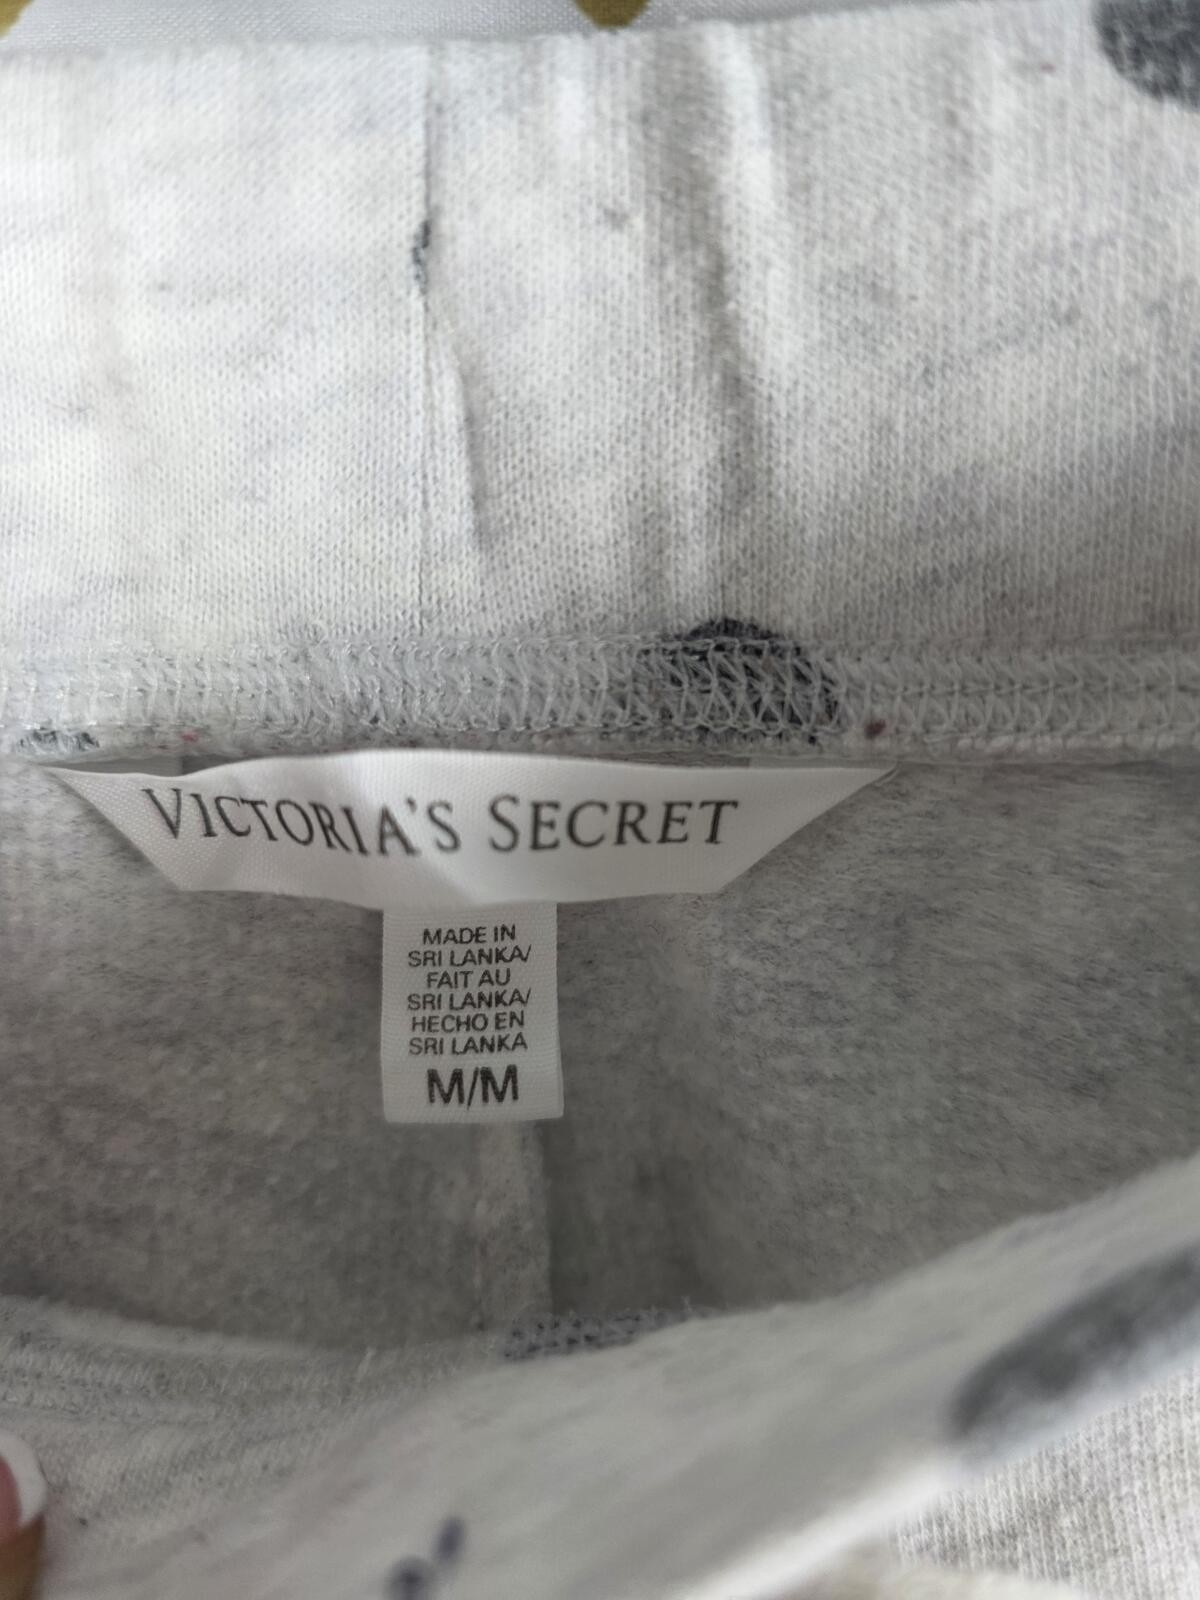 VICTORIA'S SECRET
MADE IN
SRI LANKA/
FAIT AU
SRI LANKA/
HECHO EN
SRI LANKA
M/M